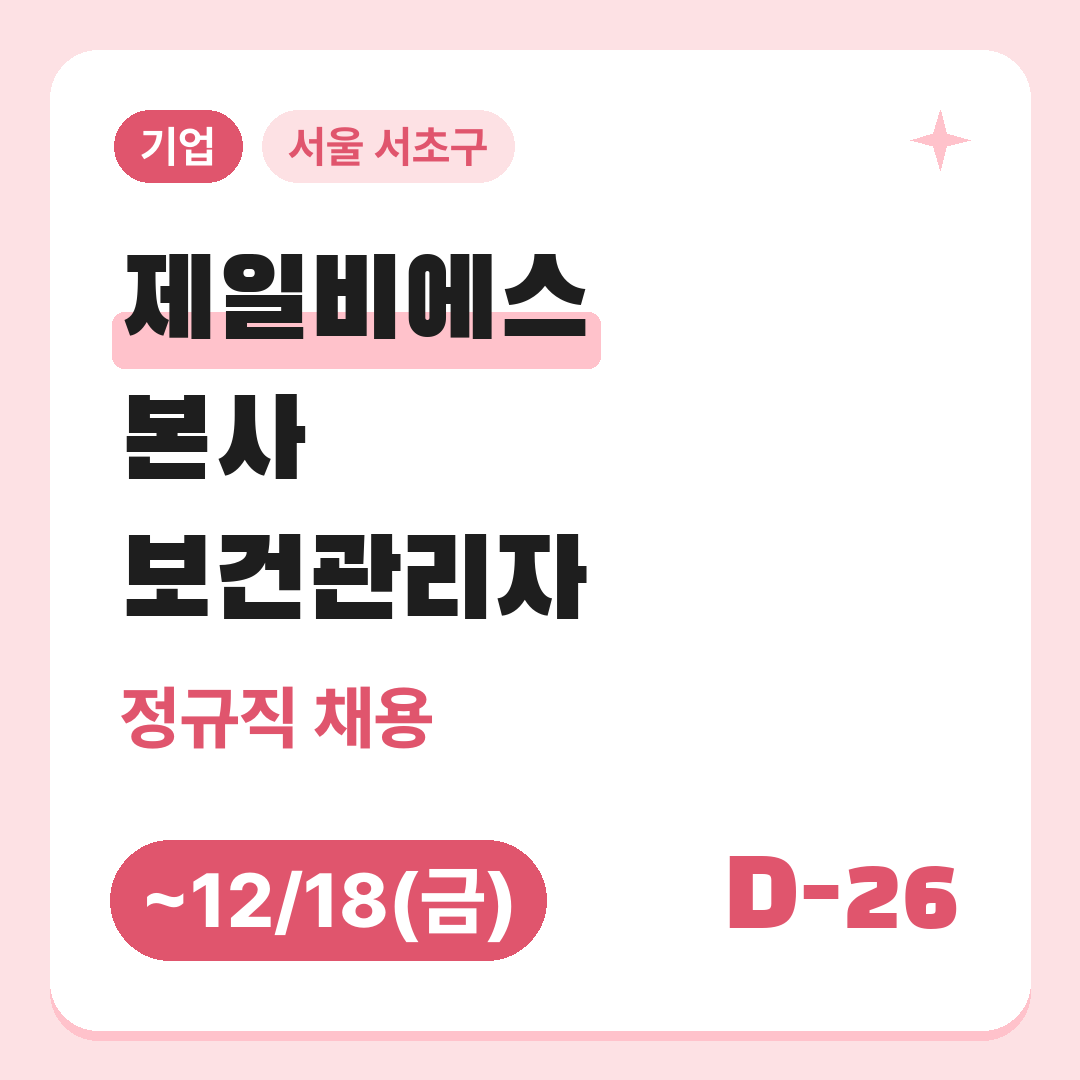 기업 서울 서초구
제일비에스
본사
보건관리자
정규직 채용
~12/18(금) D-26